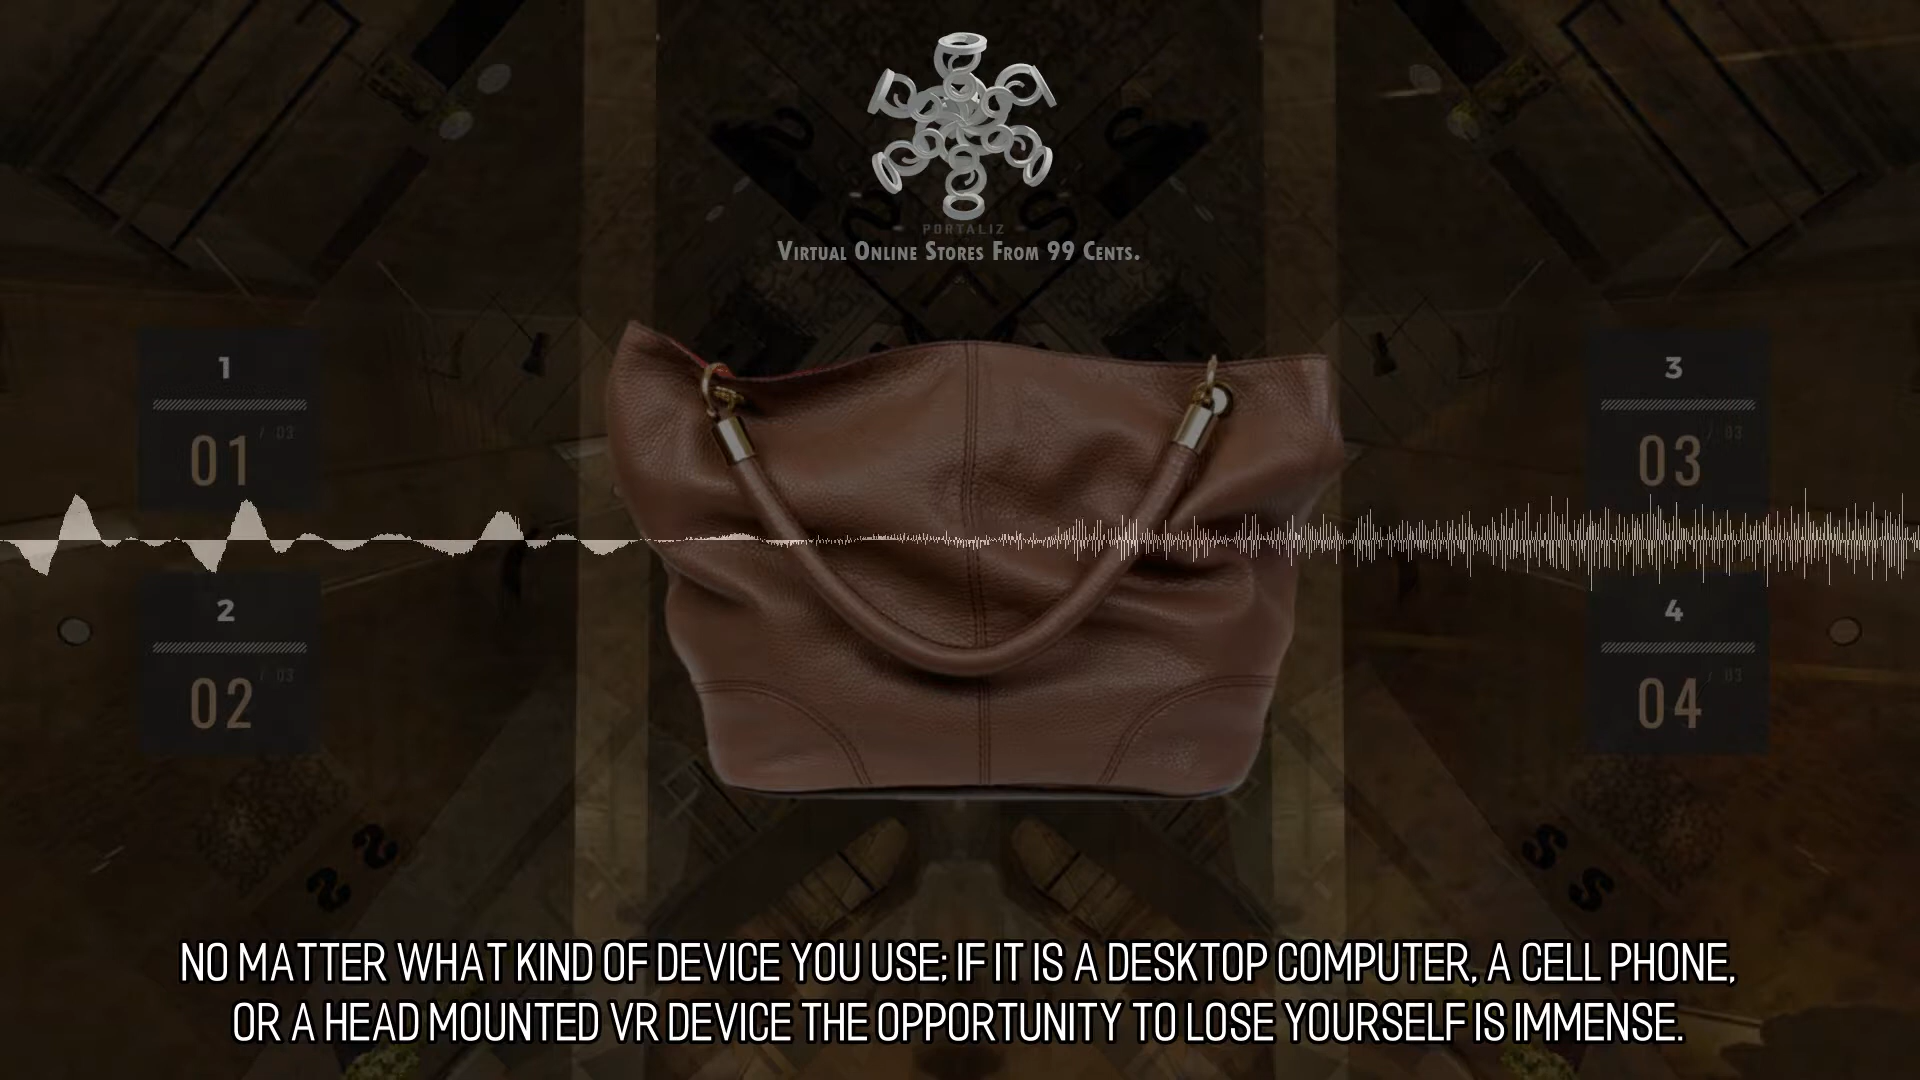 PORTALIZ
Virtual Online Stores From 99 Cents.
1
01 / 03
2
02 / 03
3
03 / 03
4
04 / 03
S S
S S
NO MATTER WHAT KIND OF DEVICE YOU USE; IF IT IS A DESKTOP COMPUTER, A CELL PHONE,
OR A HEAD MOUNTED VR DEVICE THE OPPORTUNITY TO LOSE YOURSELF IS IMMENSE.